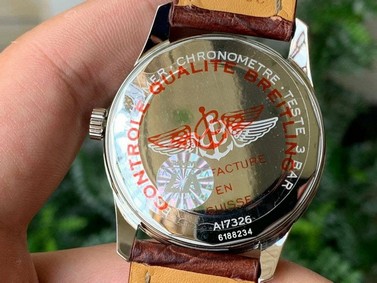 CHRONOMETRE · TESTE 3 BAR
CONTROLE QUALITE BREITLING
B
FACTURE
EN
SUISSE
A17326
6188234